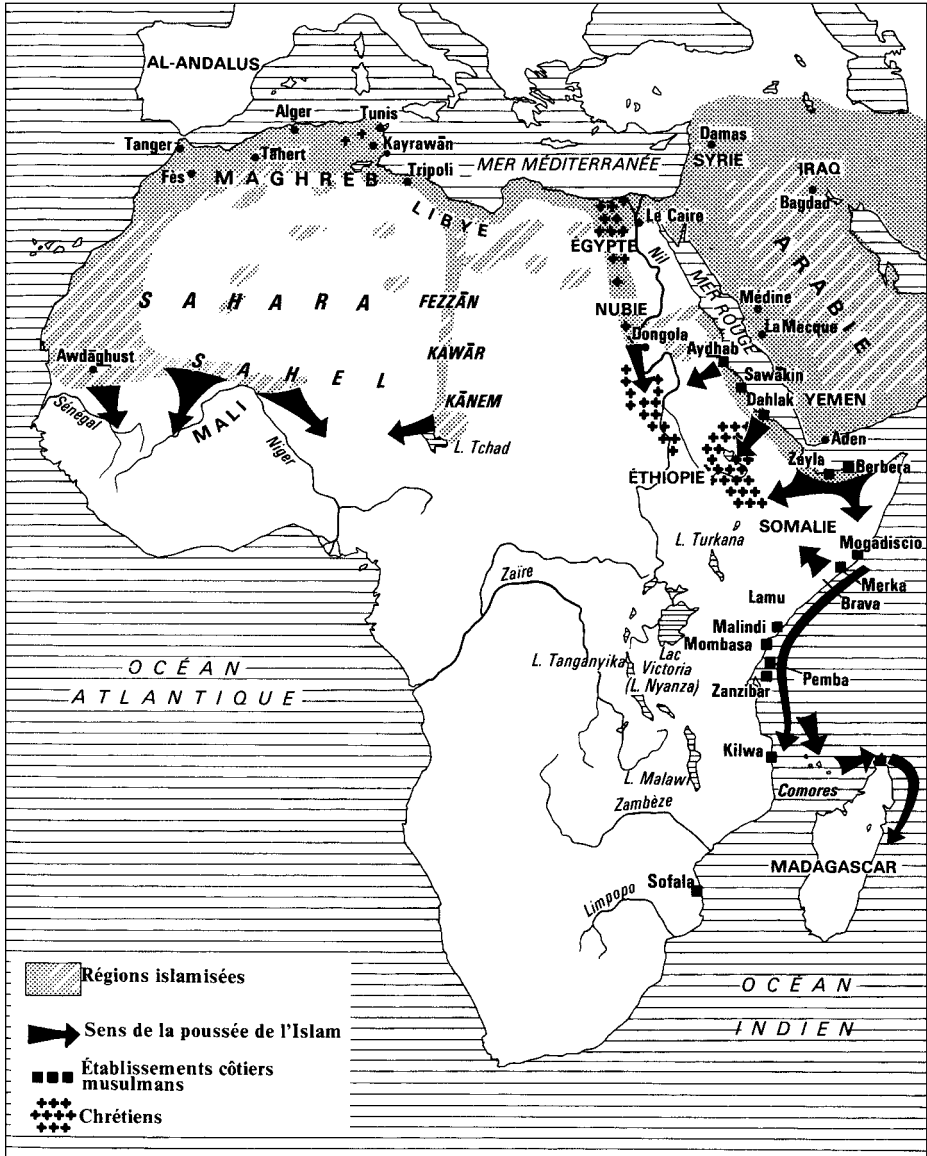 AL-ANDALUS
Alger
Tunis
Tanger
Kayrawān
Tāhert
Fès
MAGHREB
Tripoli
MER MÉDITERRANÉE
Damas
SYRIE
IRAQ
Bagdad
LIBYE
Le Caire
ÉGYPTE
Nil
ARABIE
SAHARA
FEZZĀN
NUBIE
MER ROUGE
Médine
La Mecque
Dongola
Awdāghust
SAHEL
KAWĀR
Aydhab
Sawākin
KĀNEM
Dahlak
YEMEN
Sénégal
MALI
Niger
L. Tchad
Aden
Zāyla
Berbera
ÉTHIOPIE
SOMALIE
L. Turkana
Mogadiscio
Zaïre
Merka
Lamu
Brava
Malindi
Mombasa
OCÉAN
ATLANTIQUE
L. Tanganyika
Lac
Victoria
(L. Nyanza)
Pemba
Zanzibar
Kilwa
L. Malawi
Comores
Zambèze
MADAGASCAR
Sofala
Limpopo
Régions islamisées
OCÉAN
INDIEN
Sens de la poussée de l'Islam
Établissements côtiers
musulmans
Chrétiens